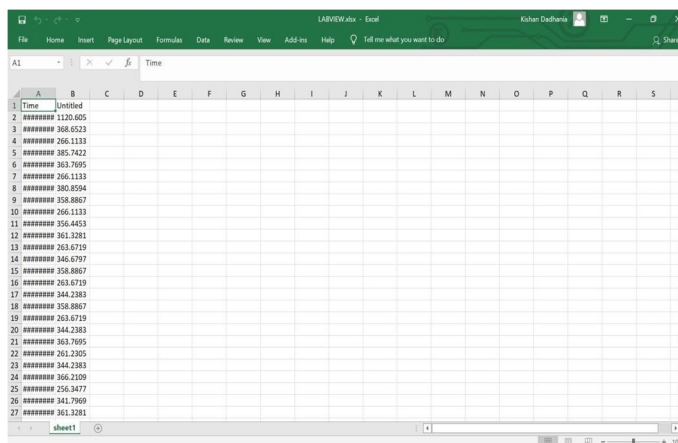 LABVIEW.xlsx - Excel
Kishan Dadhania
File Home Insert Page Layout Formulas Data Review View Add-ins Help Tell me what you want to do Share
A1 fx Time
A B C D E F G H I J K L M N O P Q R S
1 Time Untitled
2 ######## 1120.605
3 ######## 368.6523
4 ######## 266.1133
5 ######## 385.7422
6 ######## 363.7695
7 ######## 266.1133
8 ######## 380.8594
9 ######## 358.8867
10 ######## 266.1133
11 ######## 356.4453
12 ######## 361.3281
13 ######## 263.6719
14 ######## 346.6797
15 ######## 358.8867
16 ######## 263.6719
17 ######## 344.2383
18 ######## 358.8867
19 ######## 263.6719
20 ######## 344.2383
21 ######## 363.7695
22 ######## 261.2305
23 ######## 344.2383
24 ######## 366.2109
25 ######## 256.3477
26 ######## 341.7969
27 ######## 361.3281
sheet1